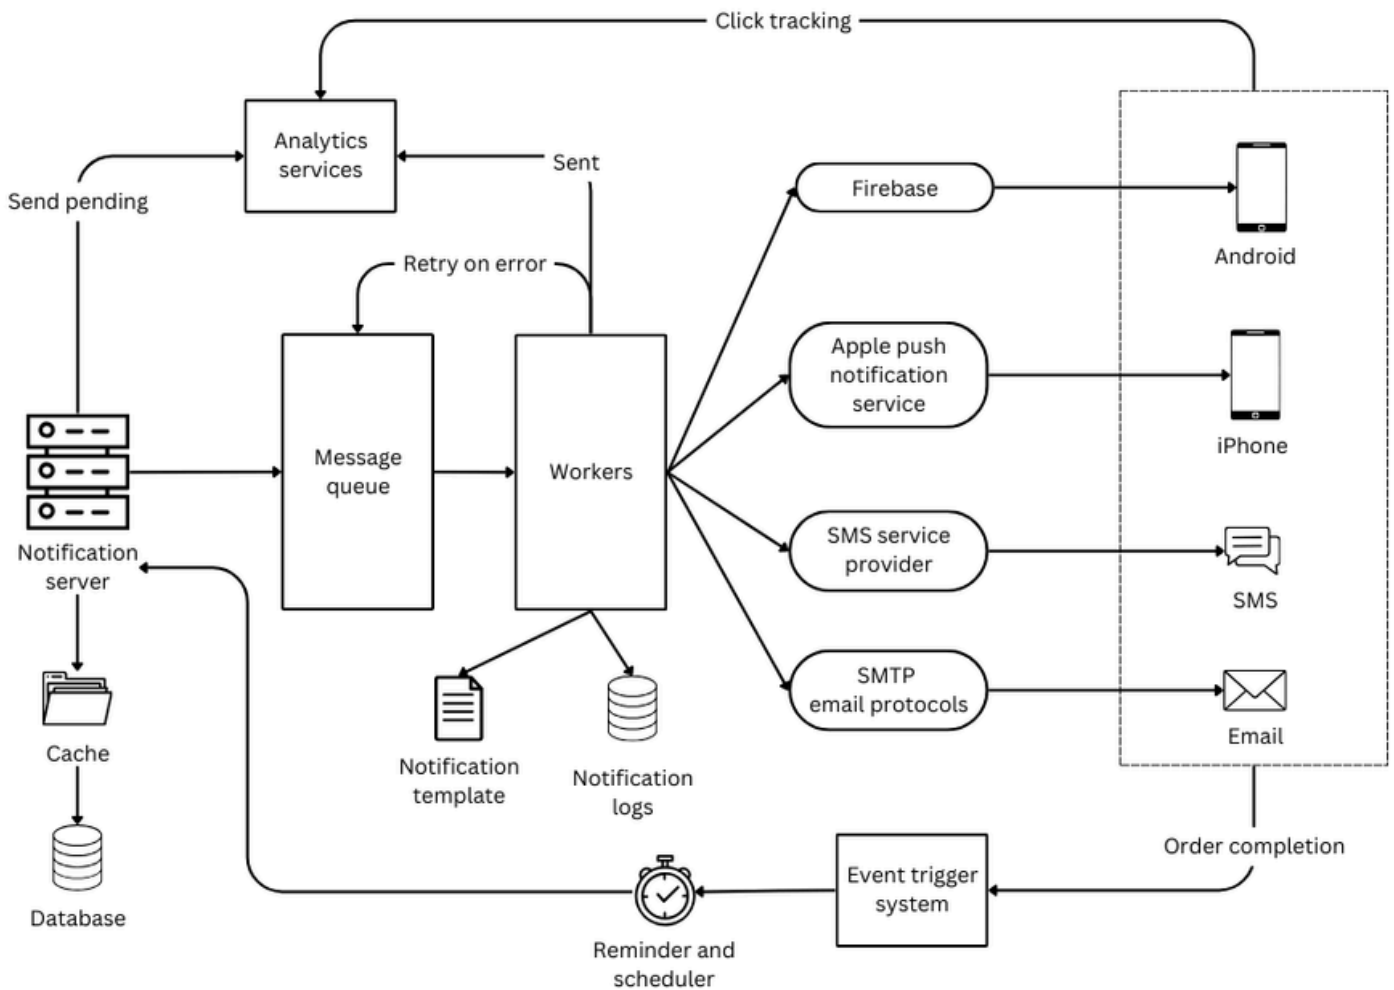 Click tracking
Analytics
services
Sent
Send pending
Firebase
Android
Retry on error
Apple push
notification
service
iPhone
Message
queue
Workers
Notification
server
SMS service
provider
SMS
SMTP
email protocols
Email
Cache
Notification
template
Notification
logs
Database
Order completion
Event trigger
system
Reminder and
scheduler